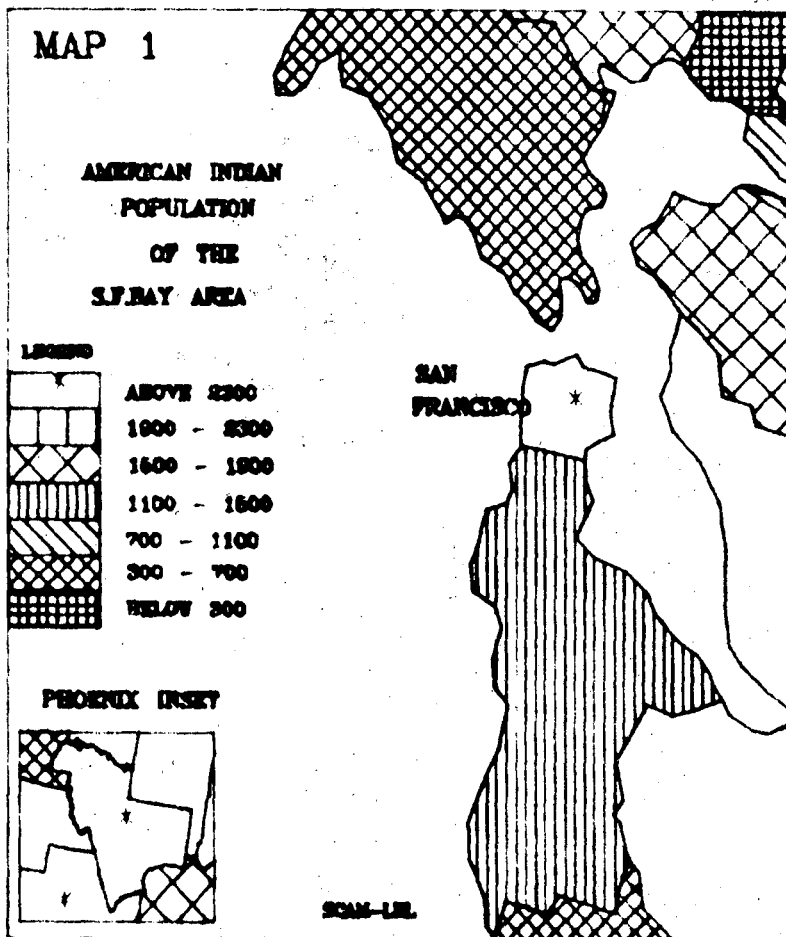 MAP 1
AMERICAN INDIAN
POPULATION
OF THE
S.F.BAY AREA
LEGEND
ABOVE 2300
1900 - 2300
1500 - 1900
1100 - 1500
700 - 1100
300 - 700
BELOW 300
SAN
FRANCISCO
PHOENIX INSET
SCAM-LBL